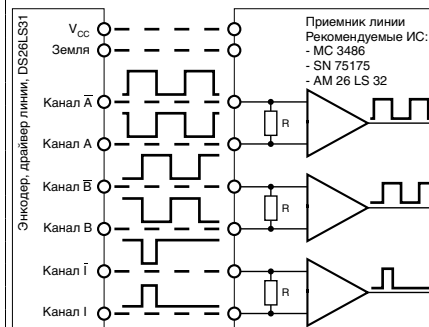 Энкодер, драйвер линии, DS26LS31
VCC
Земля
Канал A̅
Канал A
Канал B̅
Канал B
Канал I̅
Канал I
Приемник линии
Рекомендуемые ИС:
- MC 3486
- SN 75175
- AM 26 LS 32
R
R
R